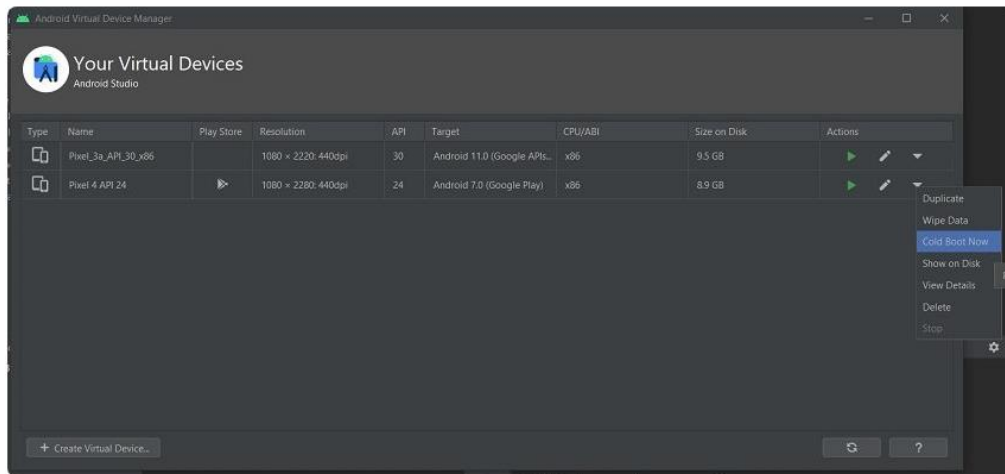 Android Virtual Device Manager
Your Virtual Devices
Android Studio
Type Name Play Store Resolution API Target CPU/ABI Size on Disk Actions
Pixel_3a_API_30_x86 1080 × 2220: 440dpi 30 Android 11.0 (Google APIs... x86 9.5 GB
Pixel 4 API 24 1080 × 2280: 440dpi 24 Android 7.0 (Google Play) x86 8.9 GB
Duplicate
Wipe Data
Cold Boot Now
Show on Disk
View Details
Delete
Stop
+ Create Virtual Device...
?